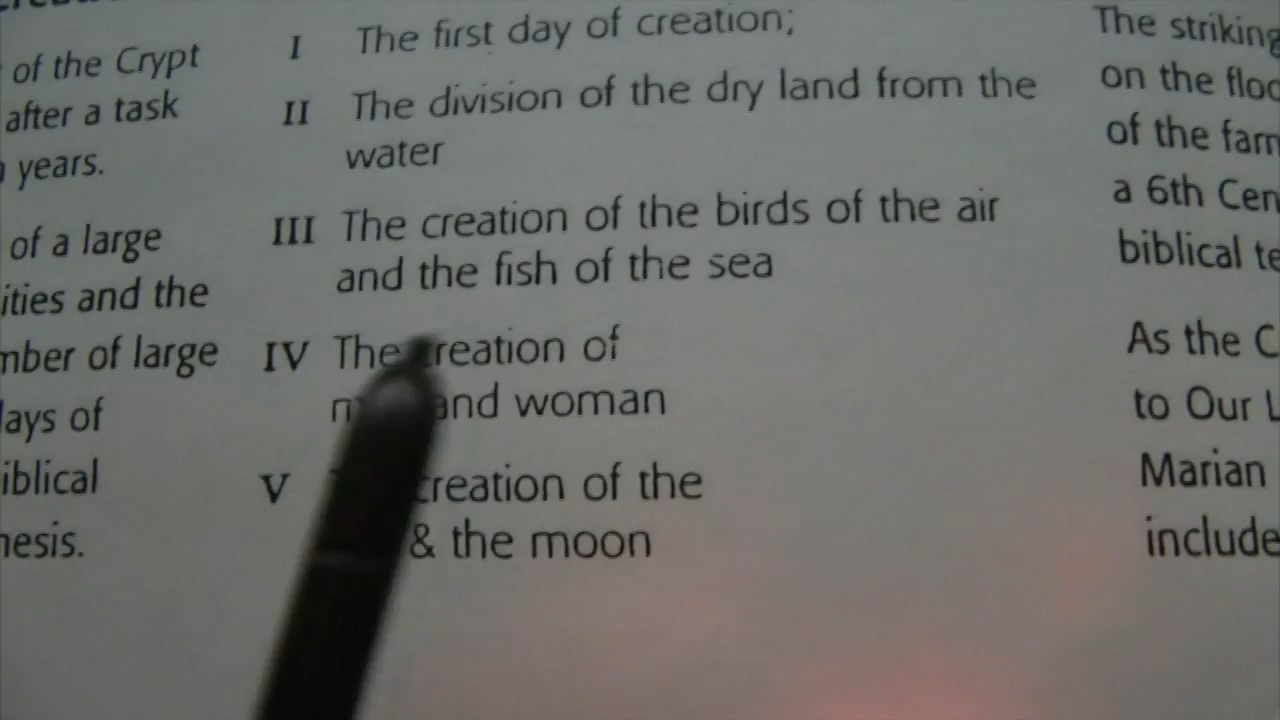 of the Crypt
after a task
years.
of a large
ities and the
mber of large
days of
iblical
nesis.
I The first day of creation;
II The division of the dry land from the
water
III The creation of the birds of the air
and the fish of the sea
IV The creation of
and woman
V creation of the
& the moon
The striking
on the floo
of the farm
a 6th Cen
biblical te
As the C
to Our L
Marian
include